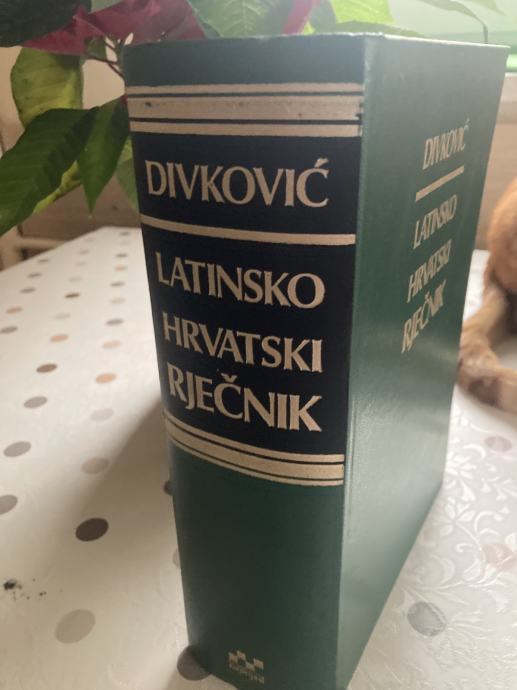 DIVKOVIĆ
LATINSKO
HRVATSKI
RJEČNIK
DIVKOVIĆ
LATINSKO
HRVATSKI
RJEČNIK